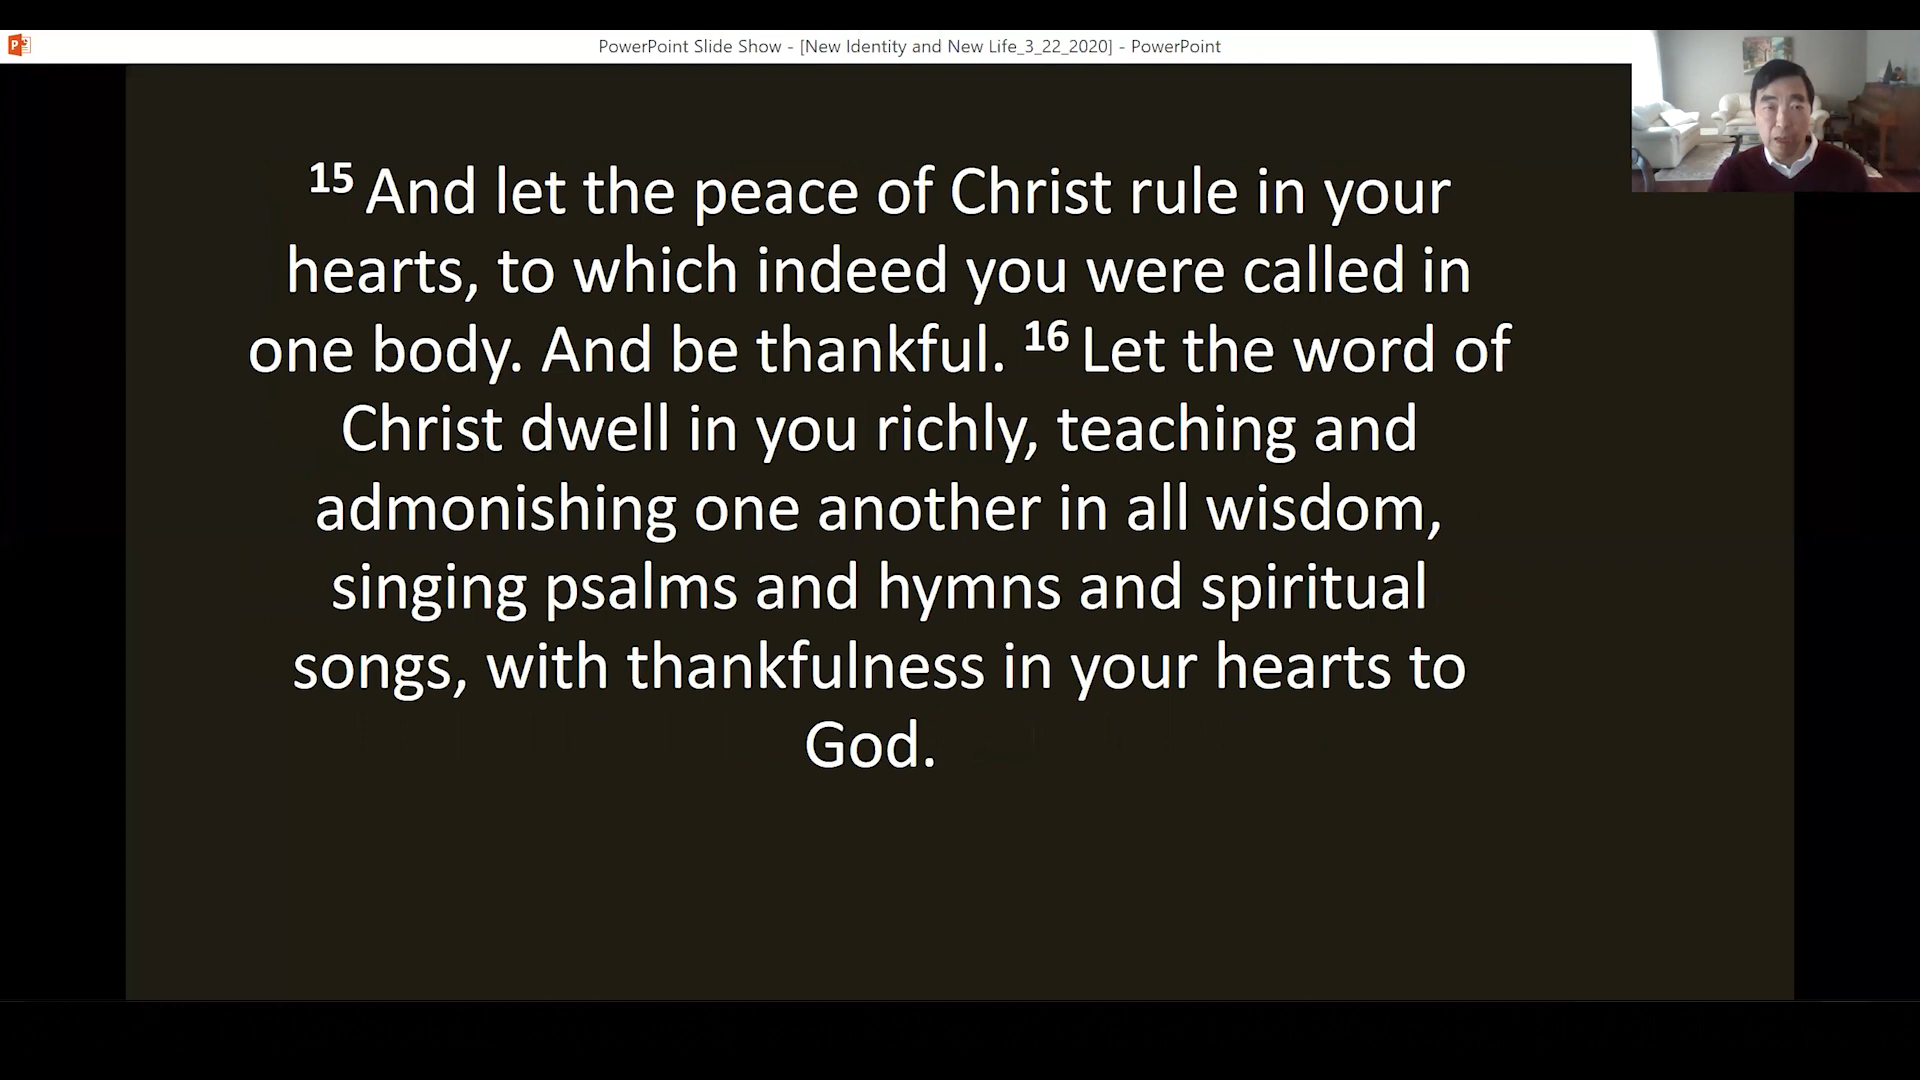 PowerPoint Slide Show - [New Identity and New Life_3_22_2020] - PowerPoint
15 And let the peace of Christ rule in your
hearts, to which indeed you were called in
one body. And be thankful. 16 Let the word of
Christ dwell in you richly, teaching and
admonishing one another in all wisdom,
singing psalms and hymns and spiritual
songs, with thankfulness in your hearts to
God.